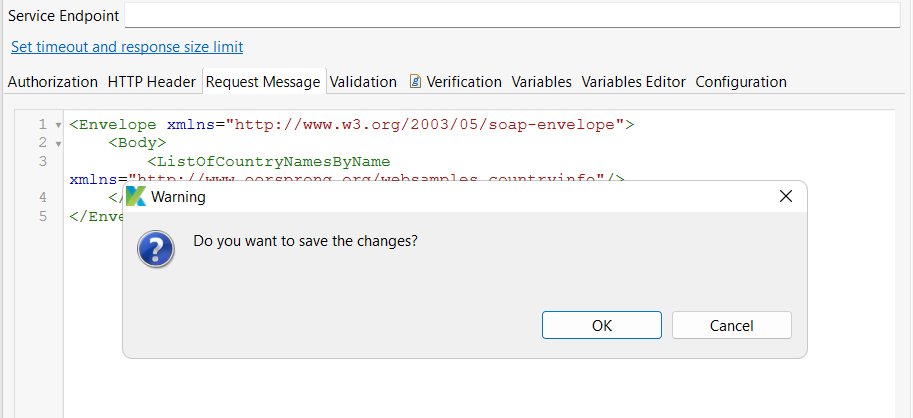 Service Endpoint
Set timeout and response size limit
Authorization HTTP Header Request Message Validation Verification Variables Variables Editor Configuration
1 <Envelope xmlns="http://www.w3.org/2003/05/soap-envelope">
2 <Body>
3 <ListOfCountryNamesByName
xmlns="http://www.oorsprong.org/websamples.countryinfo"/>
4 </
5 </Enve
Warning
Do you want to save the changes?
OK Cancel